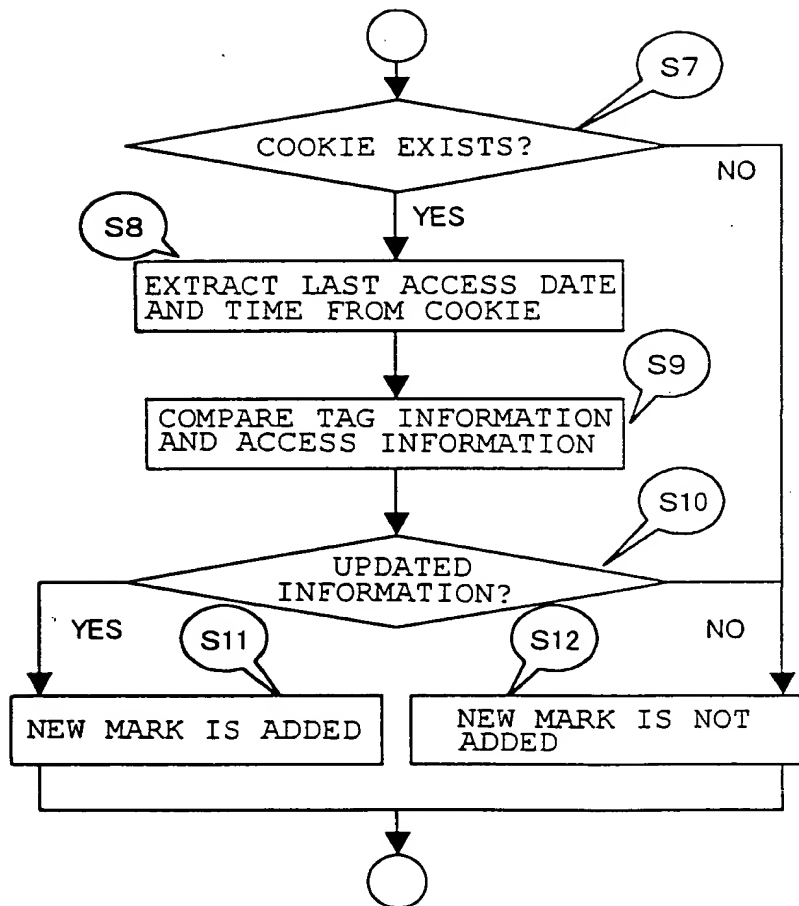 S7
COOKIE EXISTS?
NO
YES
S8
EXTRACT LAST ACCESS DATE
AND TIME FROM COOKIE
S9
COMPARE TAG INFORMATION
AND ACCESS INFORMATION
S10
UPDATED
INFORMATION?
YES
S11
S12
NO
NEW MARK IS ADDED
NEW MARK IS NOT
ADDED